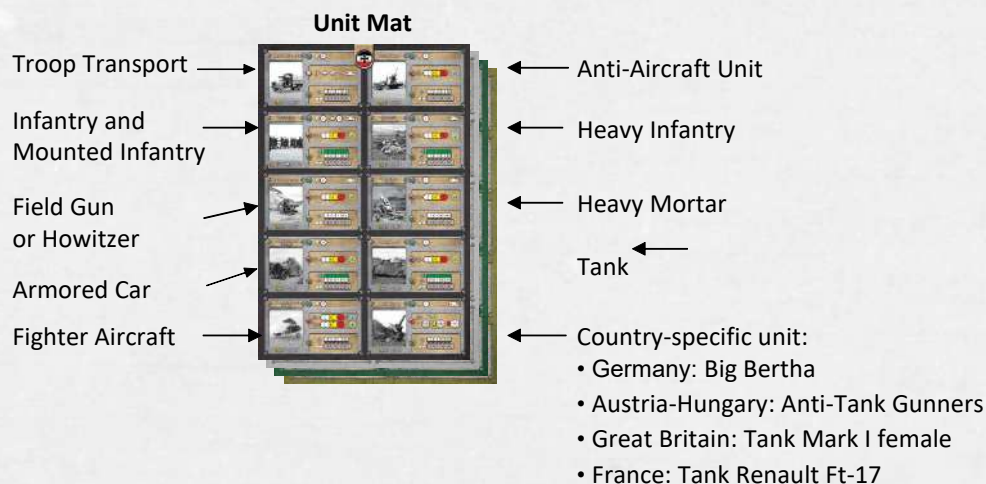 Unit Mat
Troop Transport
Infantry and
Mounted Infantry
Field Gun
or Howitzer
Armored Car
Fighter Aircraft
Anti-Aircraft Unit
Heavy Infantry
Heavy Mortar
Tank
Country-specific unit:
• Germany: Big Bertha
• Austria-Hungary: Anti-Tank Gunners
• Great Britain: Tank Mark I female
• France: Tank Renault Ft-17